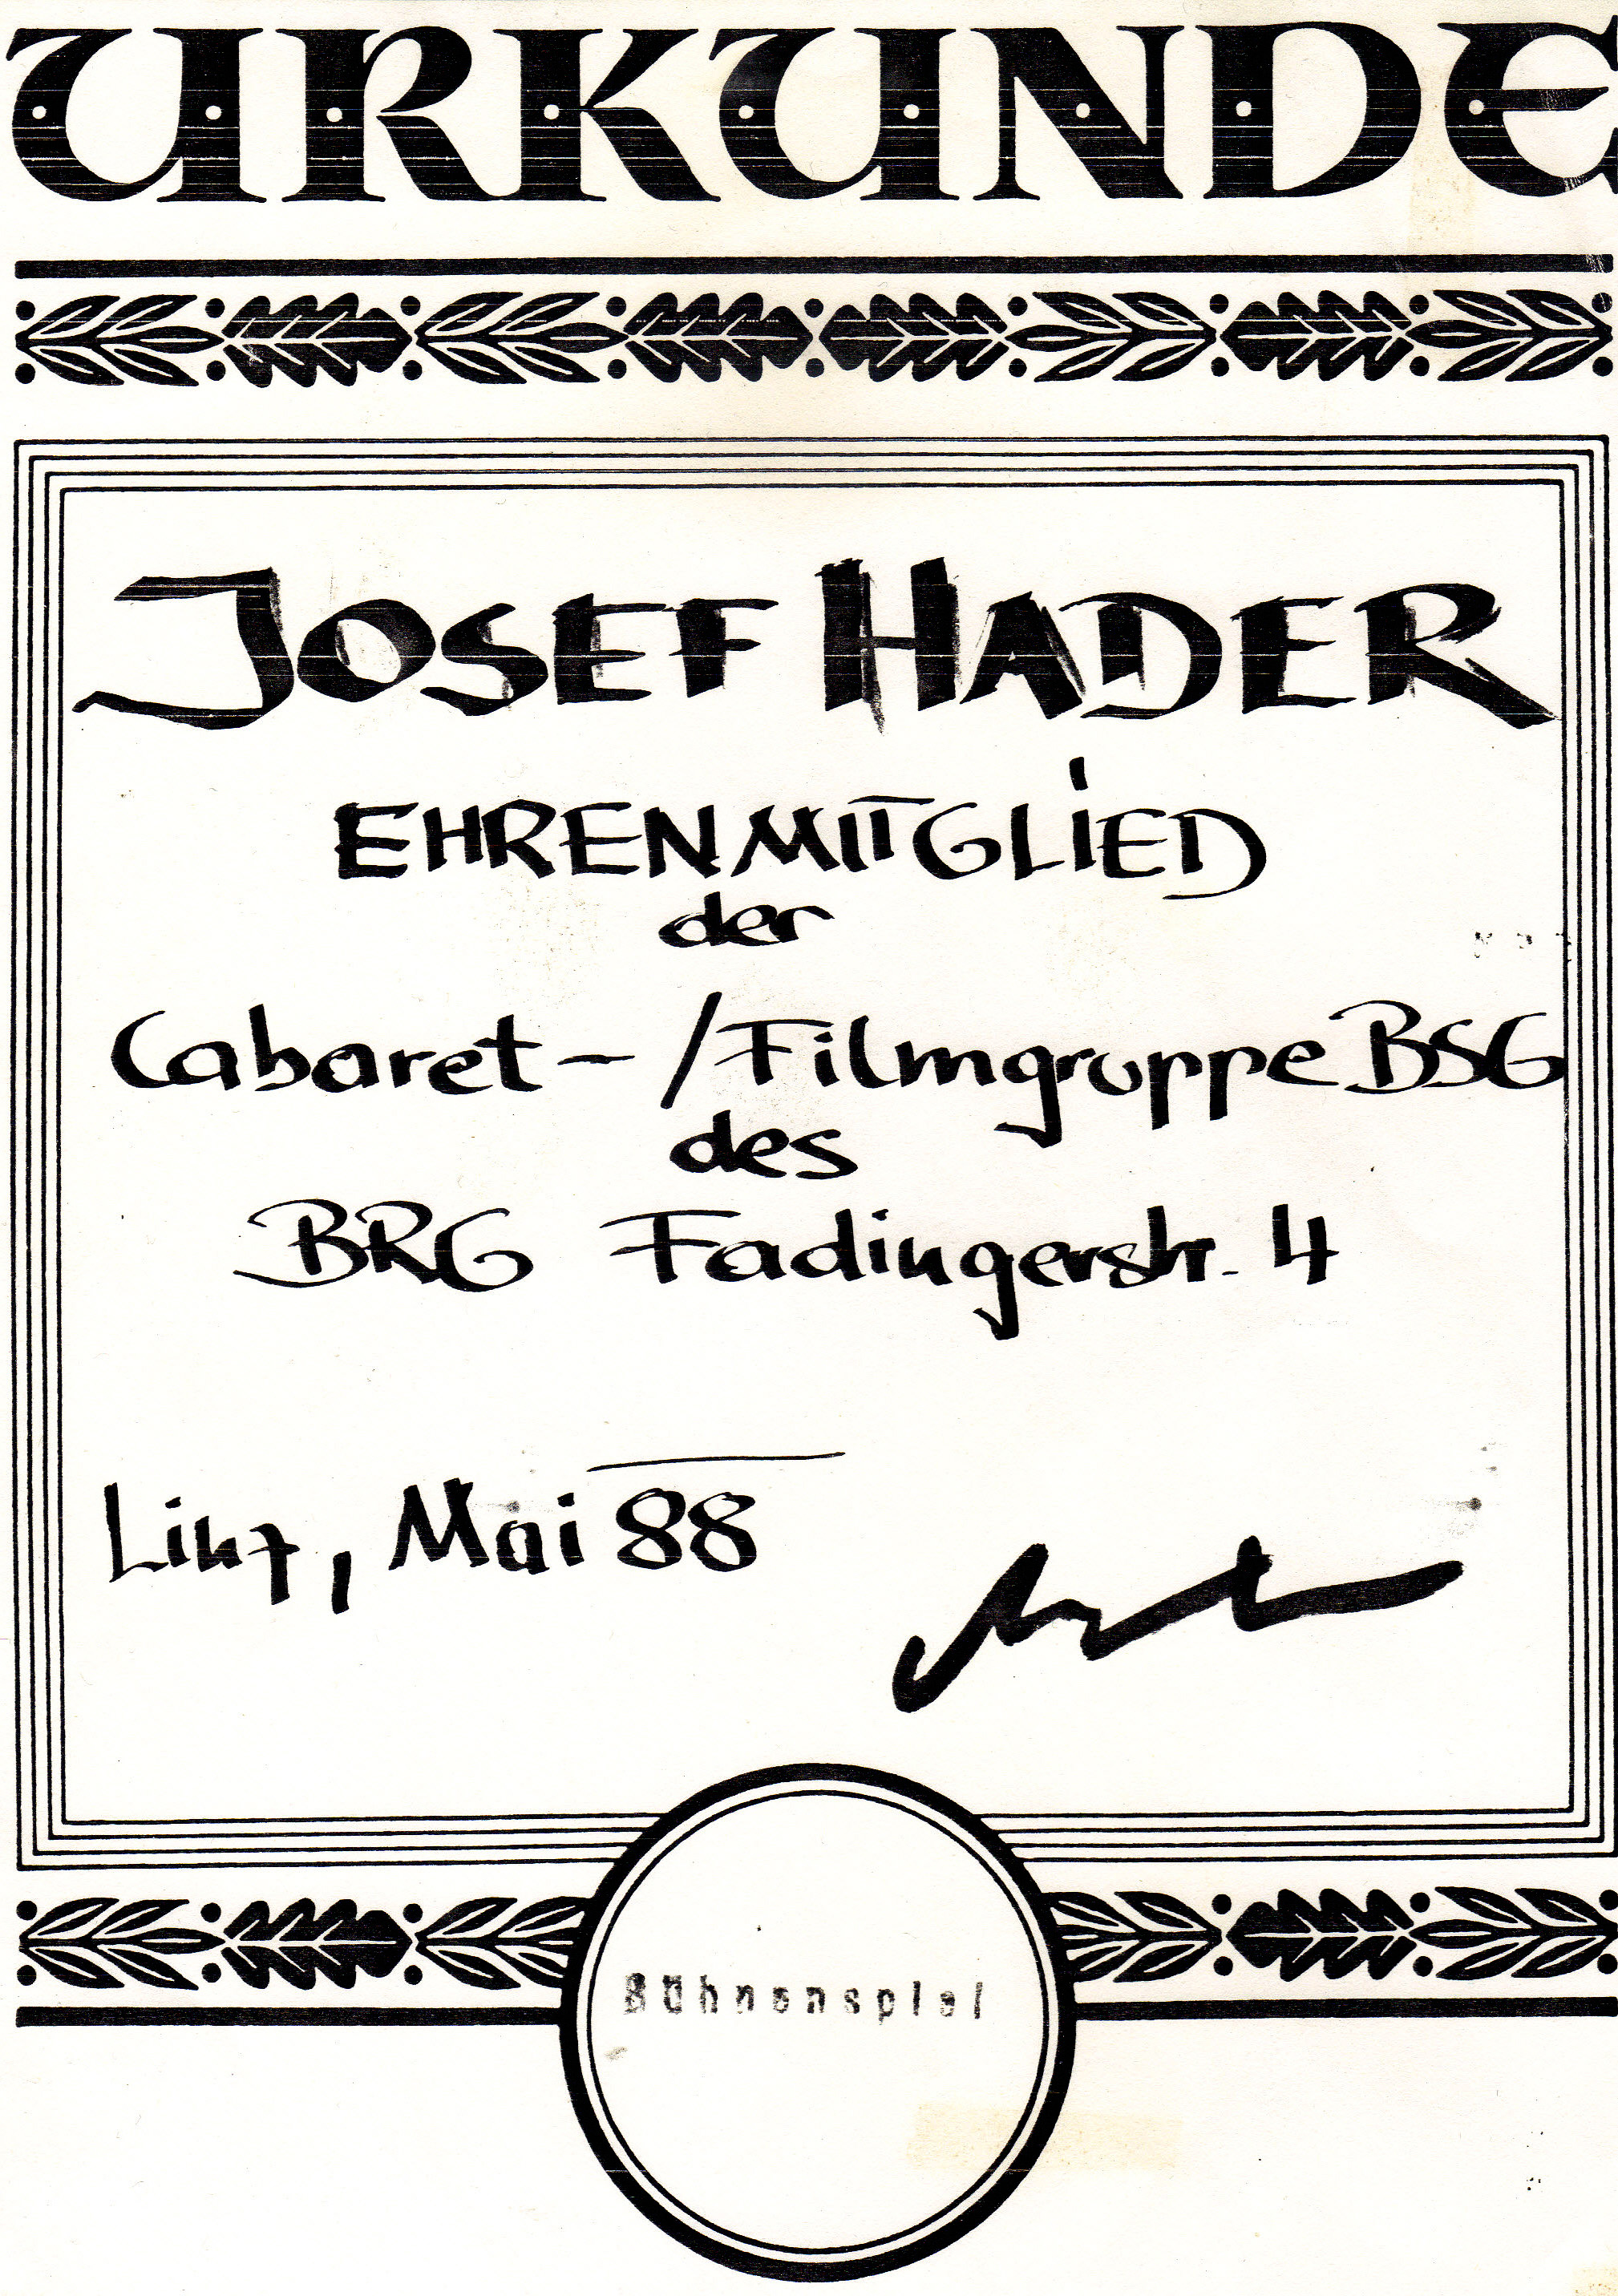 URKUNDE
JOSEF HADER
EHRENMITGLIED
der
Cabaret-/Filmgruppe BSG
des
BRG Fadingerstr. 4
Linz, Mai 88
Bühnenspiel